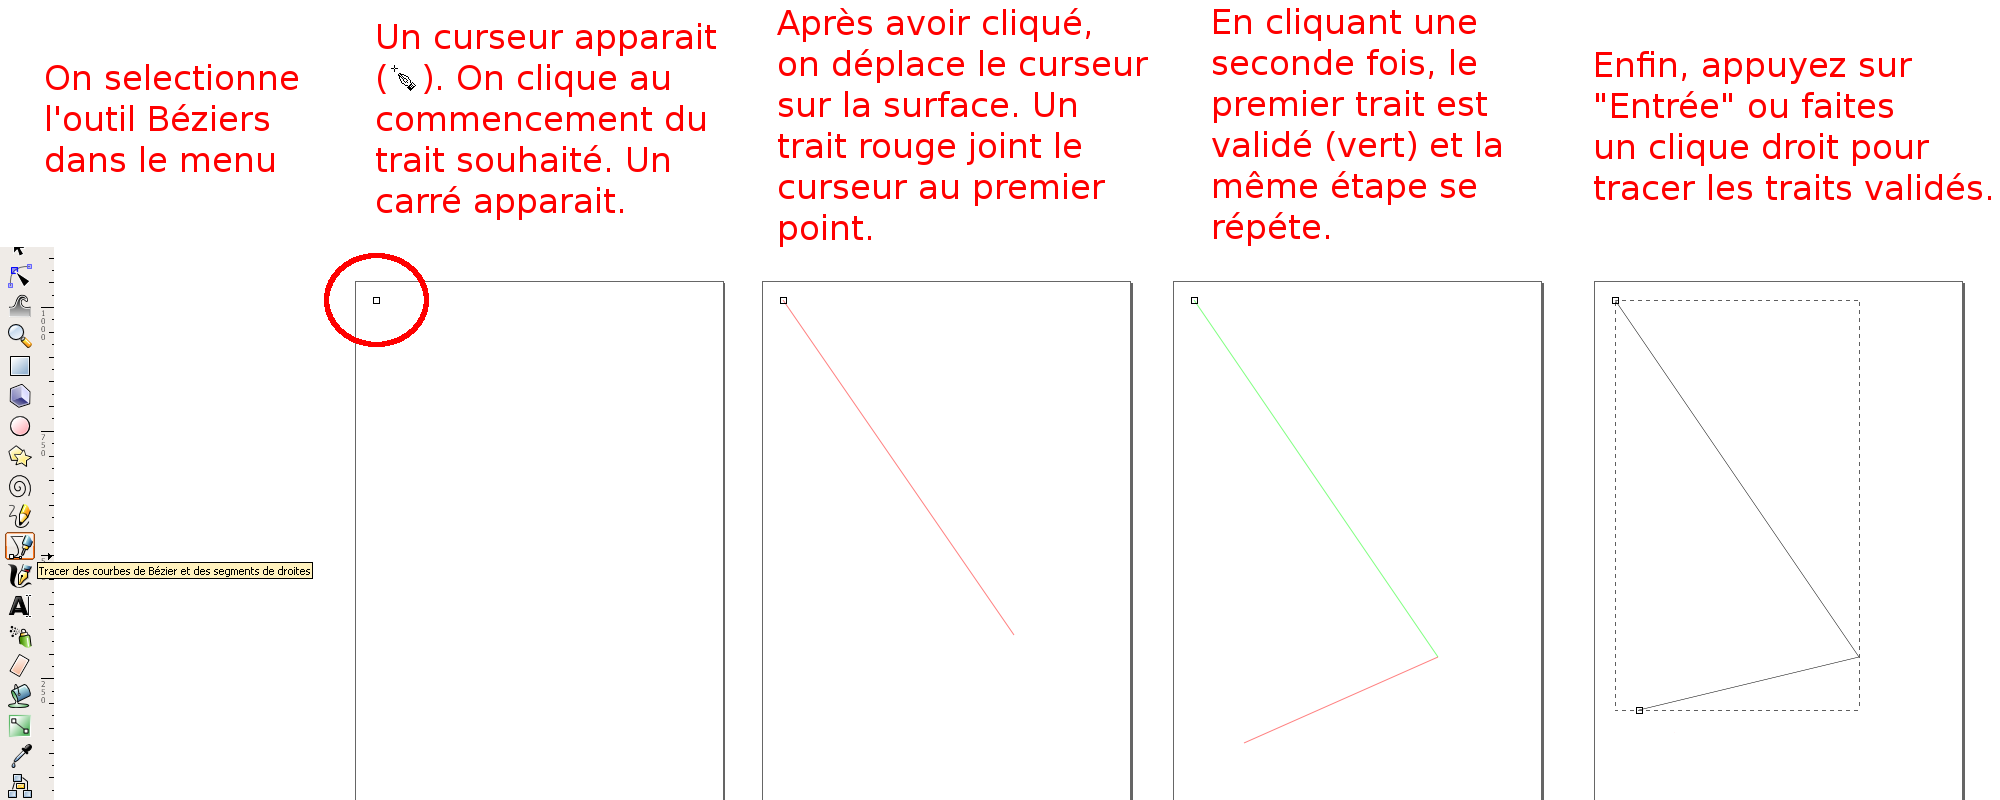 On selectionne
l'outil Béziers
dans le menu
Un curseur apparait
( ). On clique au
commencement du
trait souhaité. Un
carré apparait.
Après avoir cliqué,
on déplace le curseur
sur la surface. Un
trait rouge joint le
curseur au premier
point.
En cliquant une
seconde fois, le
premier trait est
validé (vert) et la
même étape se
répéte.
Enfin, appuyez sur
"Entrée" ou faites
un clique droit pour
tracer les traits validés.
1000
750
Tracer des courbes de Bézier et des segments de droites
A
250